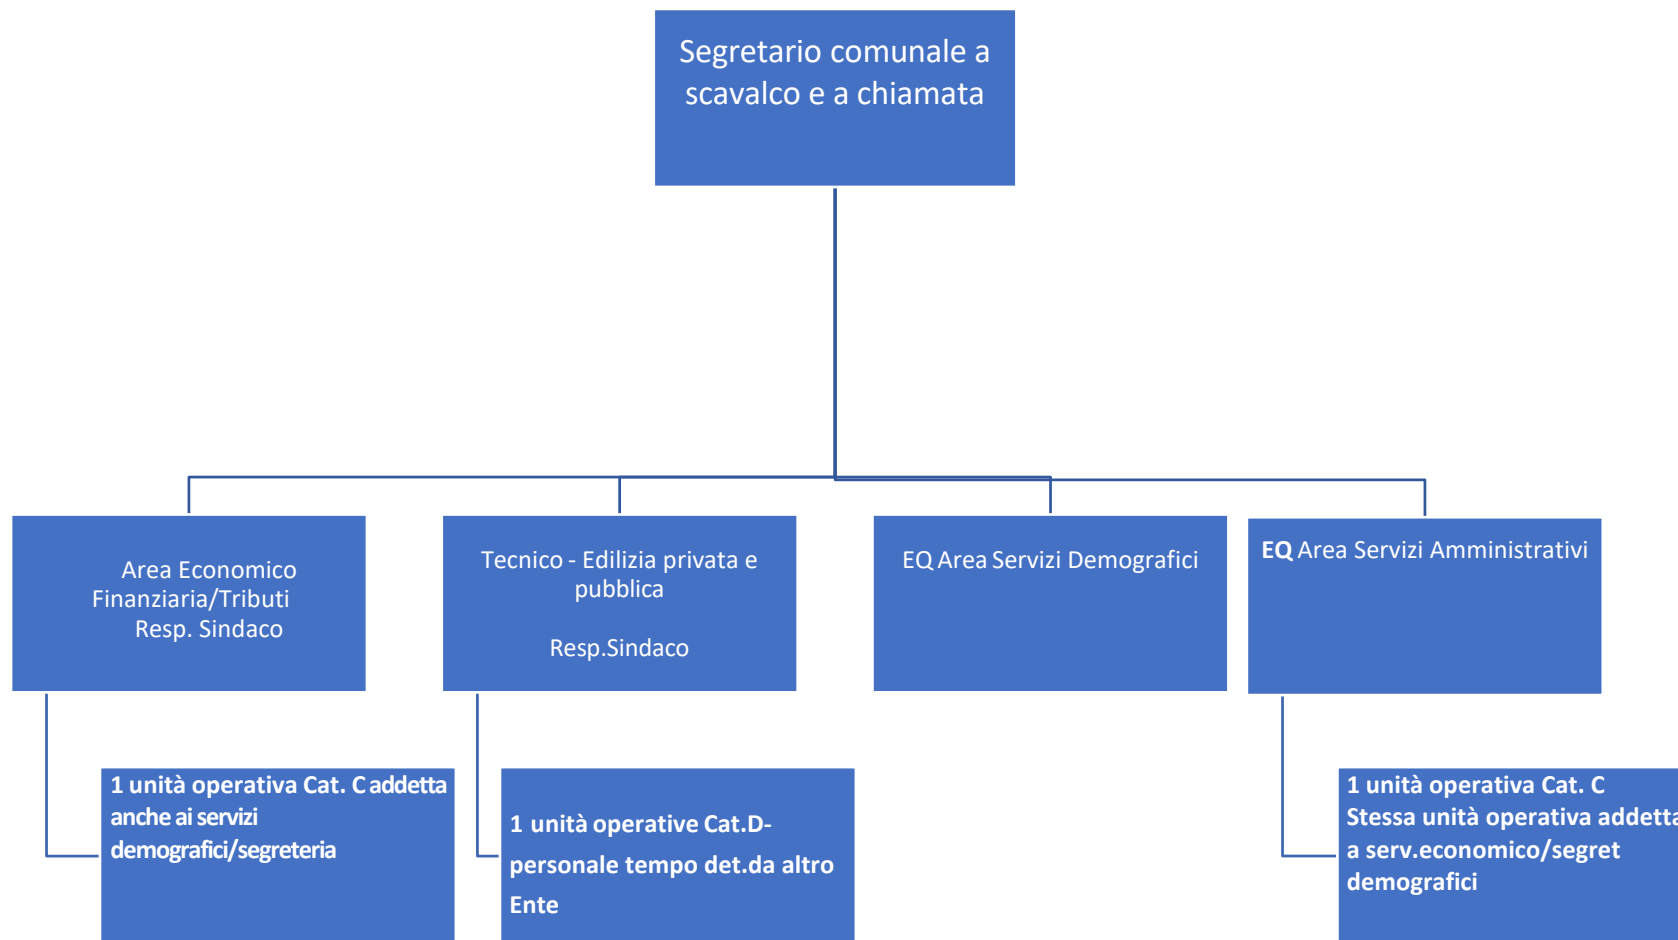 Segretario comunale a
scavalco e a chiamata
Area Economico
Finanziaria/Tributi
Resp. Sindaco
Tecnico - Edilizia privata e
pubblica
Resp.Sindaco
EQ Area Servizi Demografici
EQ Area Servizi Amministrativi
1 unità operativa Cat. C addetta
anche ai servizi
demografici/segreteria
1 unità operative Cat.D-
personale tempo det.da altro
Ente
1 unità operativa Cat. C
Stessa unità operativa addetta
a serv.economico/segret
demografici